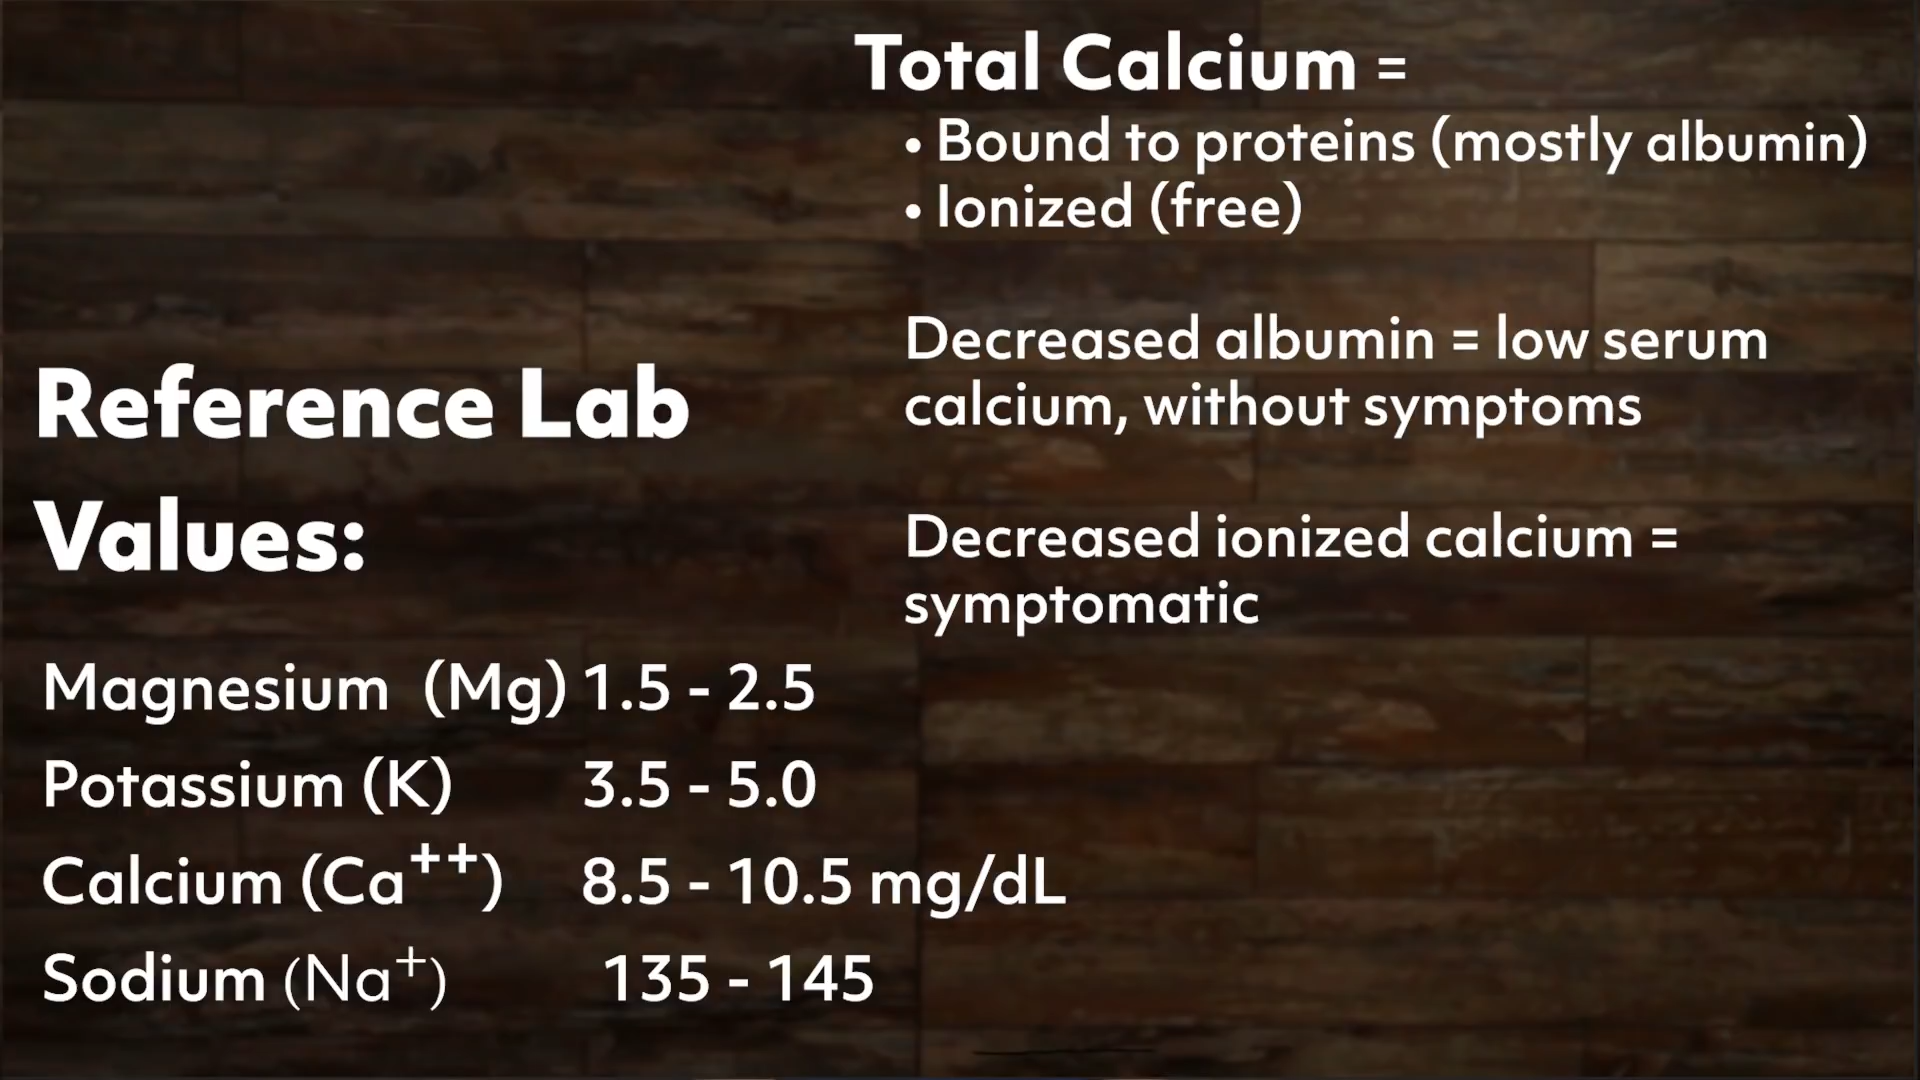 Total Calcium =
• Bound to proteins (mostly albumin)
• Ionized (free)
Decreased albumin = low serum
calcium, without symptoms
Decreased ionized calcium =
symptomatic
Reference Lab
Values:
Magnesium (Mg) 1.5 - 2.5
Potassium (K) 3.5 - 5.0
Calcium (Ca⁺⁺) 8.5 - 10.5 mg/dL
Sodium (Na⁺) 135 - 145